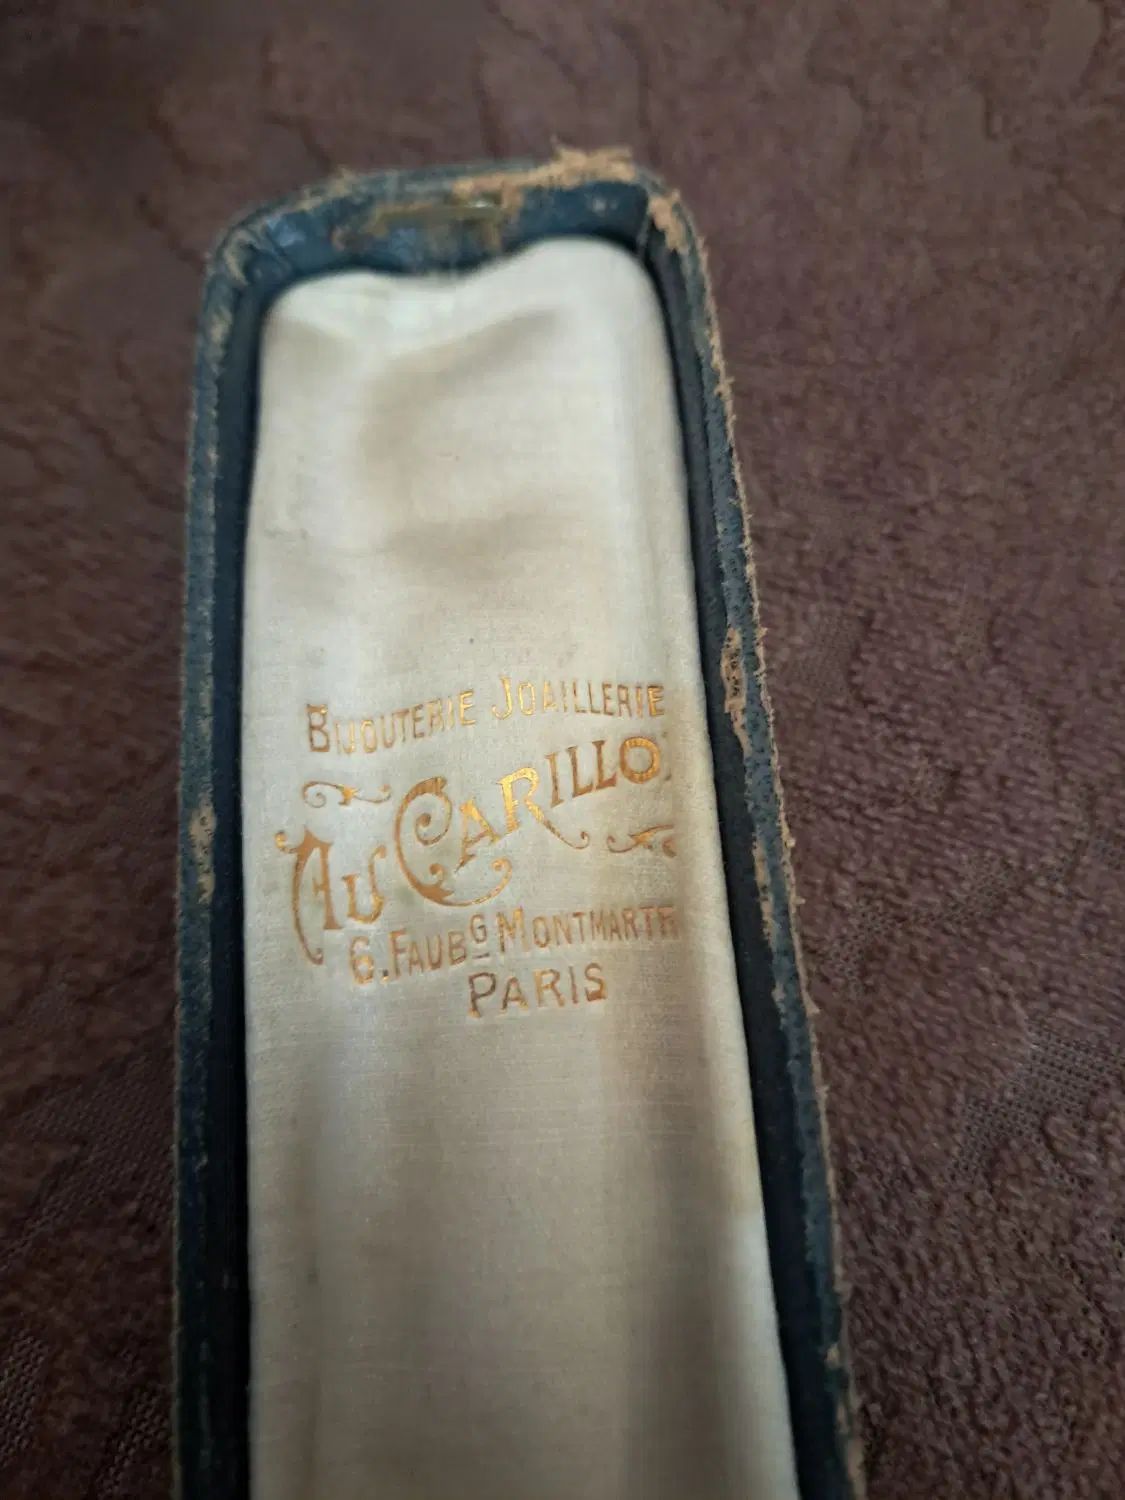 BIJOUTERIE JOAILLERIE
AU CARILLO
6. FAUBG MONTMARTR
PARIS